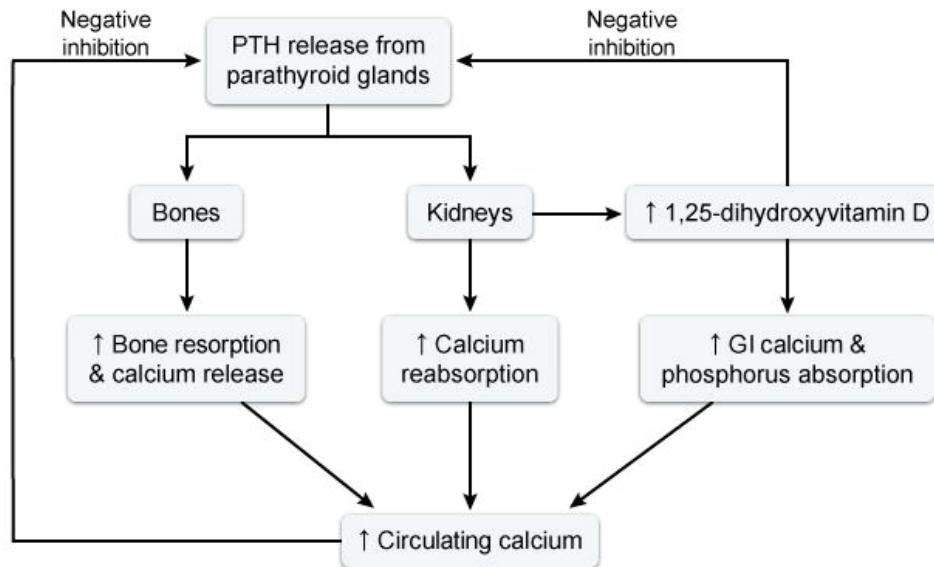 Negative
inhibition
PTH release from
parathyroid glands
Negative
inhibition
Bones
Kidneys
↑ 1,25-dihydroxyvitamin D
↑ Bone resorption
& calcium release
↑ Calcium
reabsorption
↑ GI calcium &
phosphorus absorption
↑ Circulating calcium